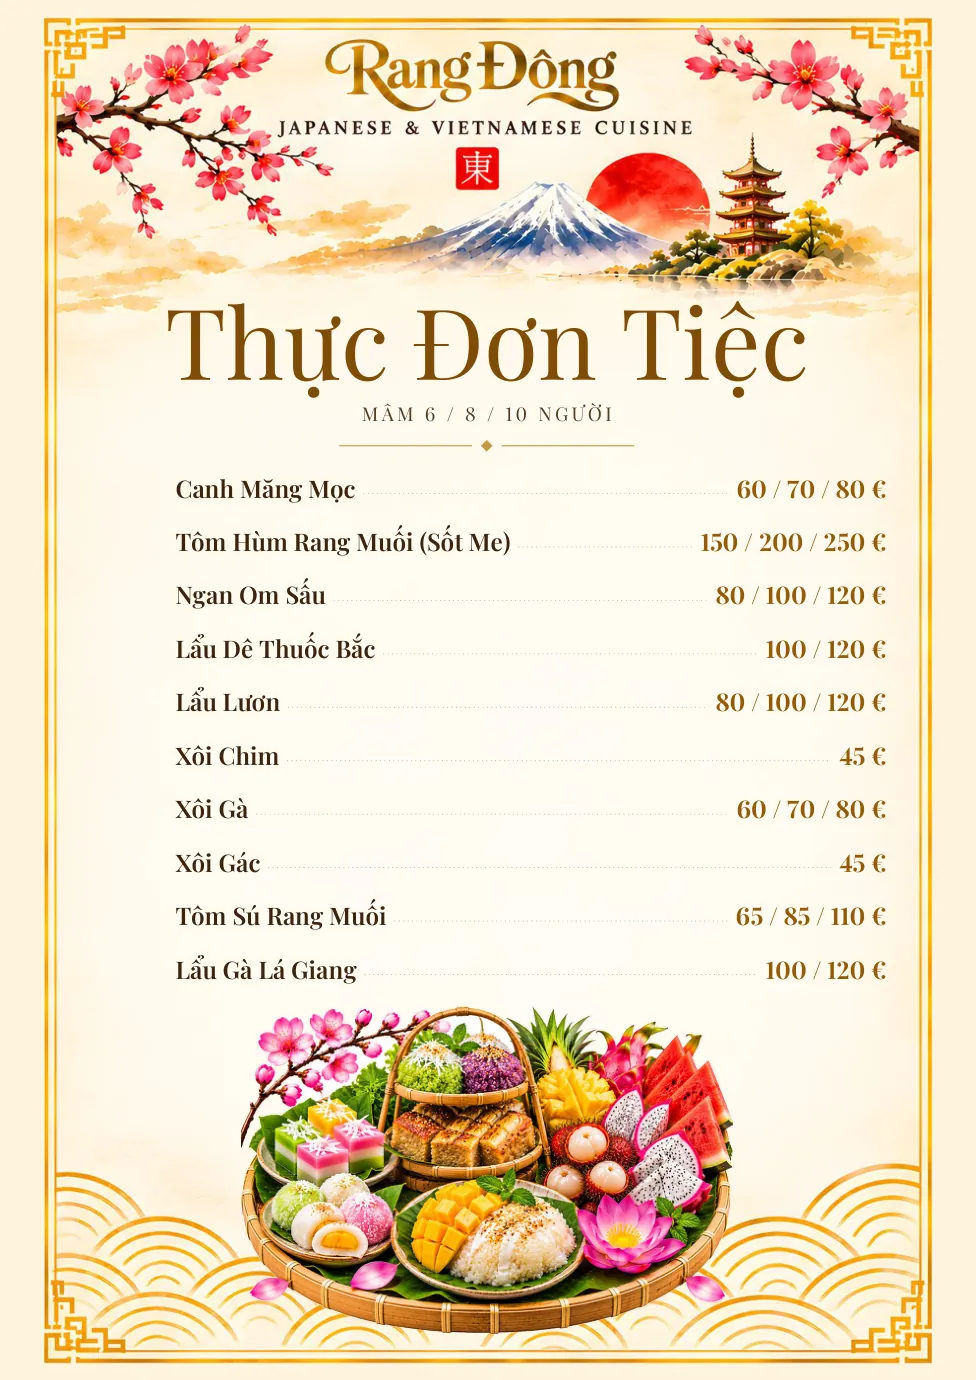 Rang Đông
JAPANESE & VIETNAMESE CUISINE
東
Thực Đơn Tiệc
MÂM 6 / 8 / 10 NGƯỜI
Canh Măng Mọc 60 / 70 / 80 €
Tôm Hùm Rang Muối (Sốt Me) 150 / 200 / 250 €
Ngan Om Sấu 80 / 100 / 120 €
Lẩu Dê Thuốc Bắc 100 / 120 €
Lẩu Lươn 80 / 100 / 120 €
Xôi Chim 45 €
Xôi Gà 60 / 70 / 80 €
Xôi Gác 45 €
Tôm Sú Rang Muối 65 / 85 / 110 €
Lẩu Gà Lá Giang 100 / 120 €